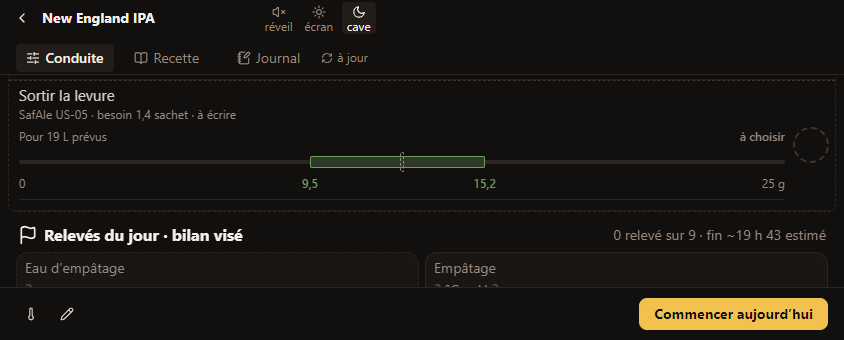 New England IPA
réveil
écran
cave
Conduite
Recette
Journal
à jour
Sortir la levure
SafAle US-05 · besoin 1,4 sachet · à écrire
Pour 19 L prévus
à choisir
0
9,5
15,2
25 g
Relevés du jour · bilan visé
0 relevé sur 9 · fin ~19 h 43 estimé
Eau d’empâtage
Empâtage
Commencer aujourd’hui